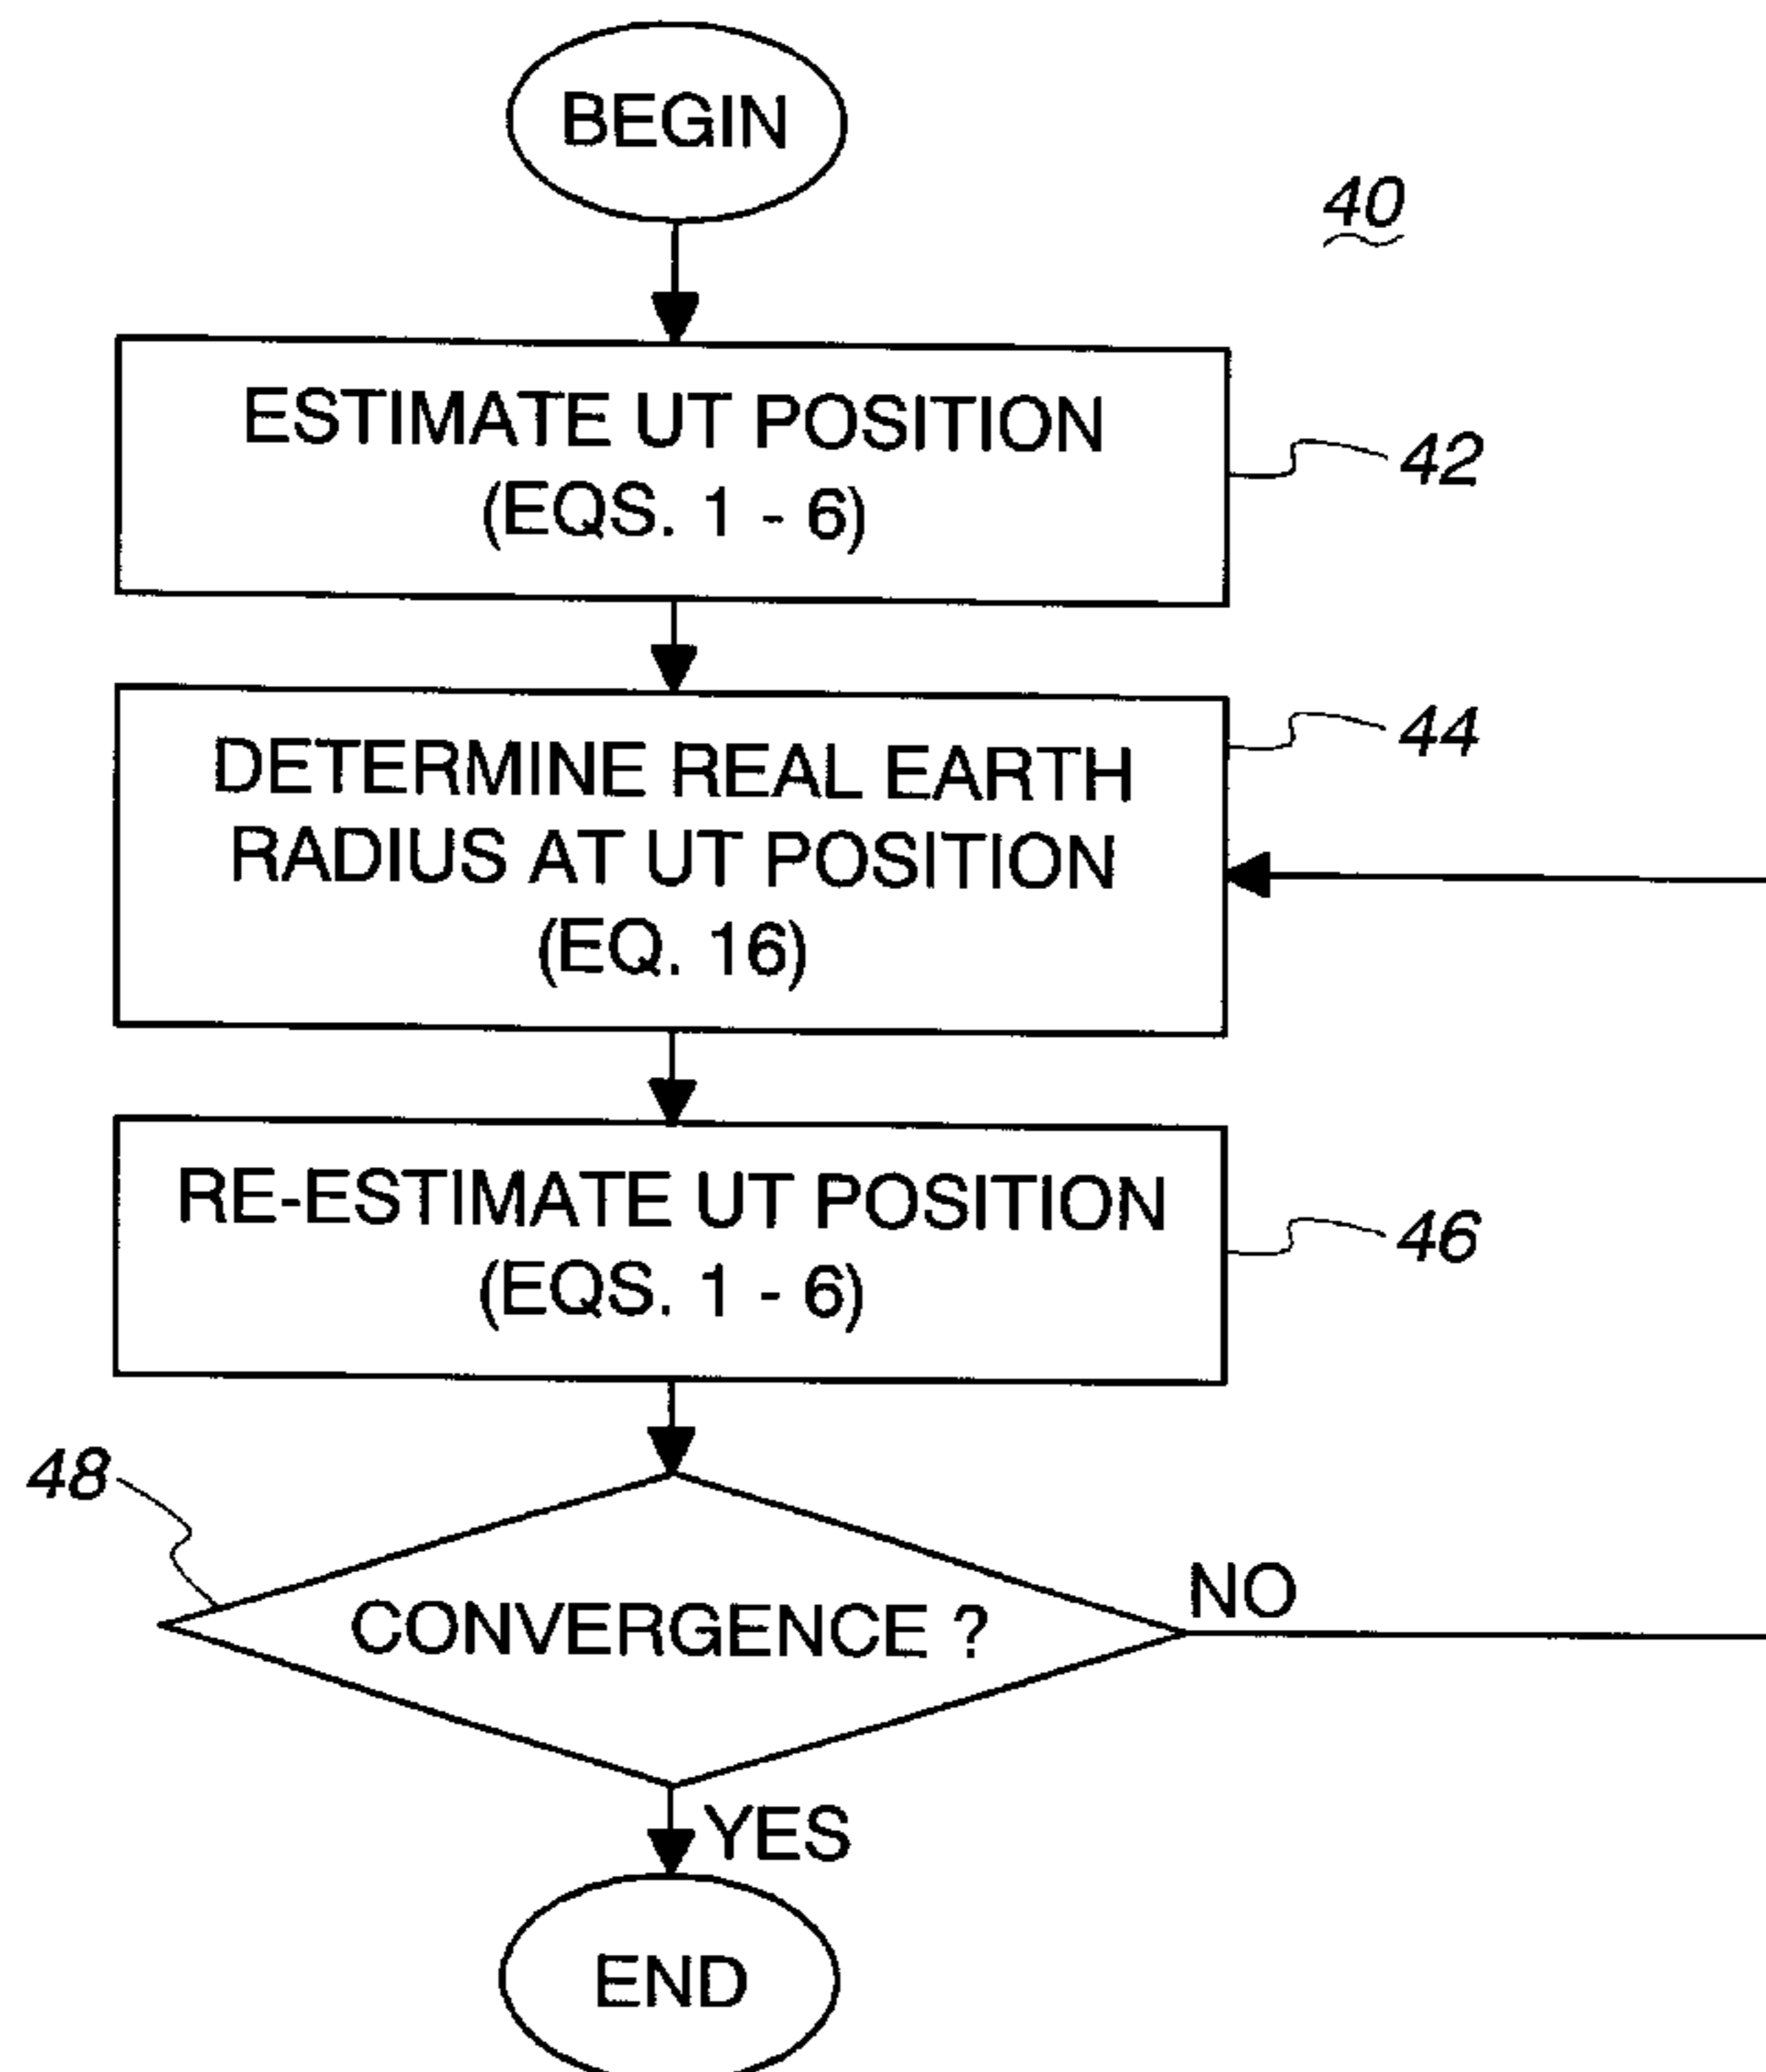 BEGIN
40
ESTIMATE UT POSITION
(EQS. 1 - 6)
42
DETERMINE REAL EARTH
RADIUS AT UT POSITION
(EQ. 16)
44
RE-ESTIMATE UT POSITION
(EQS. 1 - 6)
46
48
CONVERGENCE ?
NO
YES
END